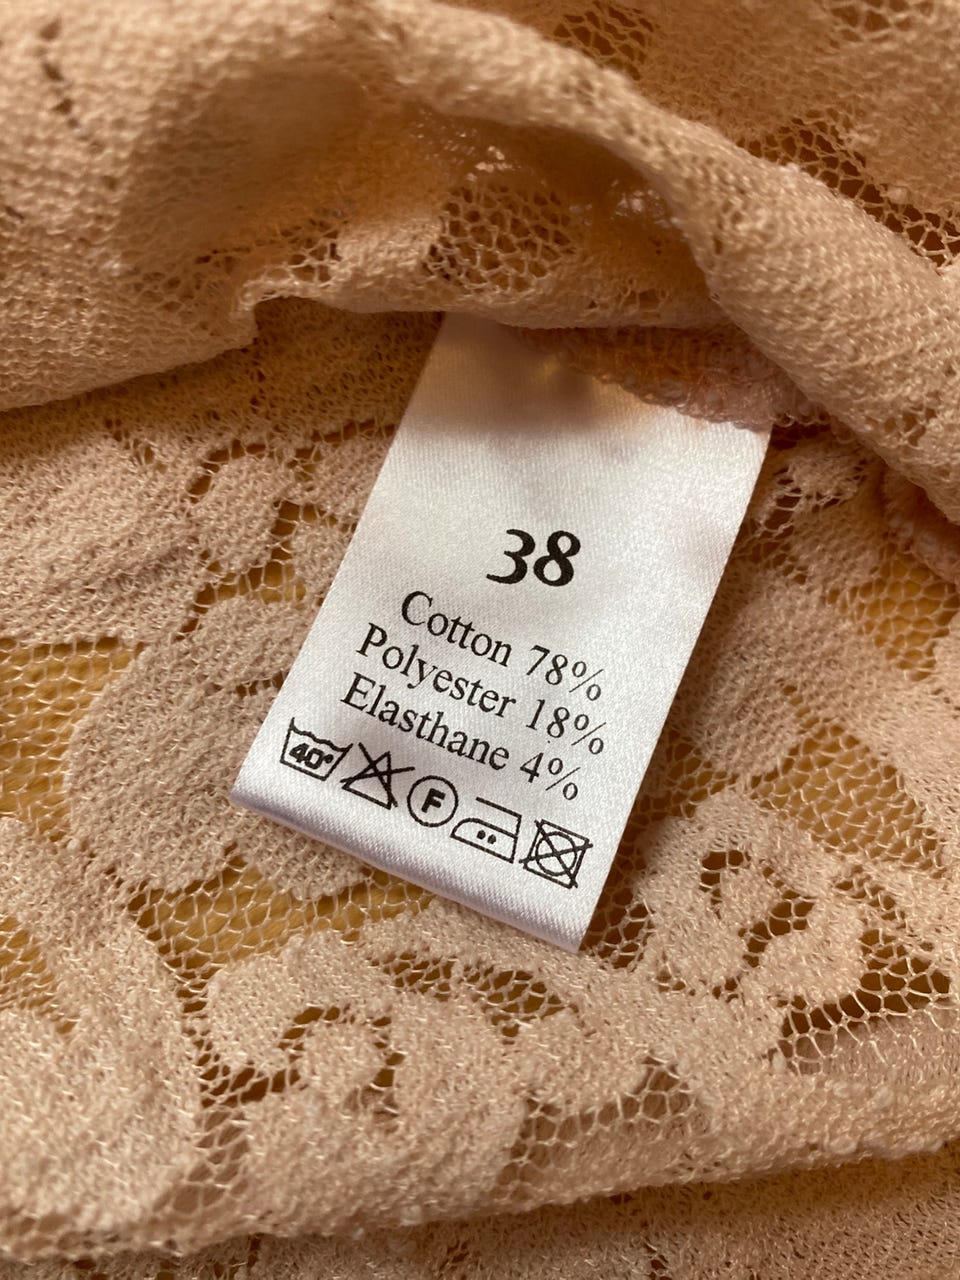 38
Cotton 78%
Polyester 18%
Elasthane 4%
40° F